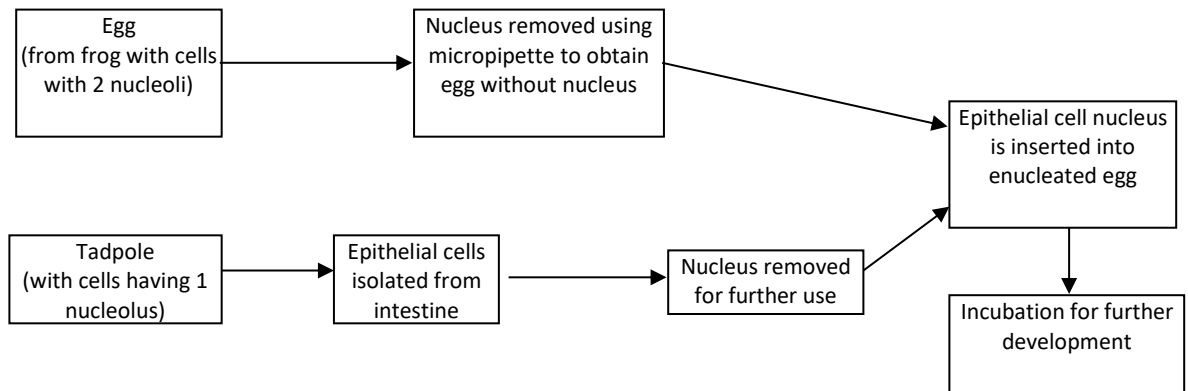 Egg
(from frog with cells
with 2 nucleoli)
Nucleus removed using
micropipette to obtain
egg without nucleus
Epithelial cell nucleus
is inserted into
enucleated egg
Tadpole
(with cells having 1
nucleolus)
Epithelial cells
isolated from
intestine
Nucleus removed
for further use
Incubation for further
development